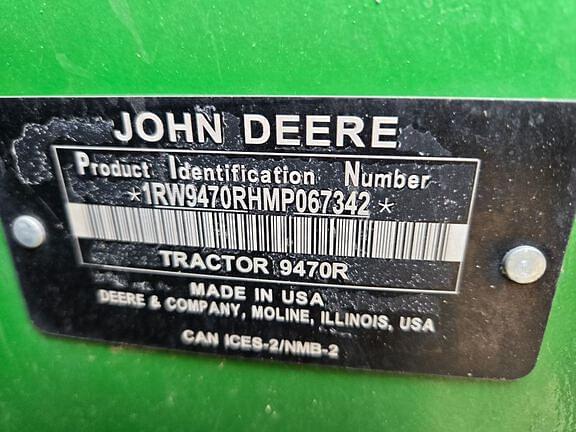 JOHN DEERE
Product Identification Number
*1RW9470RHMP067342*
TRACTOR 9470R
MADE IN USA
DEERE & COMPANY, MOLINE, ILLINOIS, USA
CAN ICES-2/NMB-2